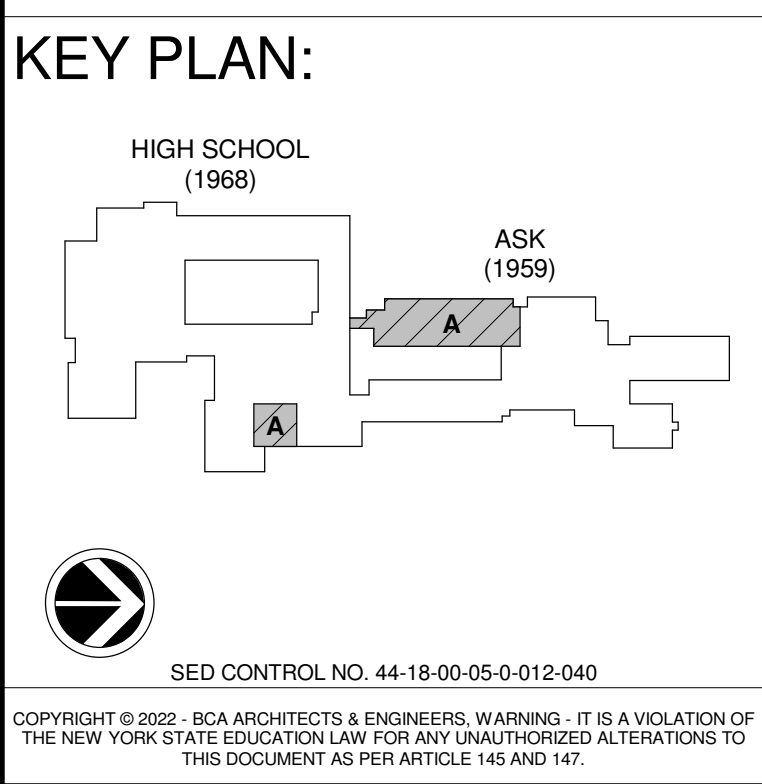 KEY PLAN:
HIGH SCHOOL
(1968)
ASK
(1959)
A
A
SED CONTROL NO. 44-18-00-05-0-012-040
COPYRIGHT © 2022 - BCA ARCHITECTS & ENGINEERS, WARNING - IT IS A VIOLATION OF
THE NEW YORK STATE EDUCATION LAW FOR ANY UNAUTHORIZED ALTERATIONS TO
THIS DOCUMENT AS PER ARTICLE 145 AND 147.